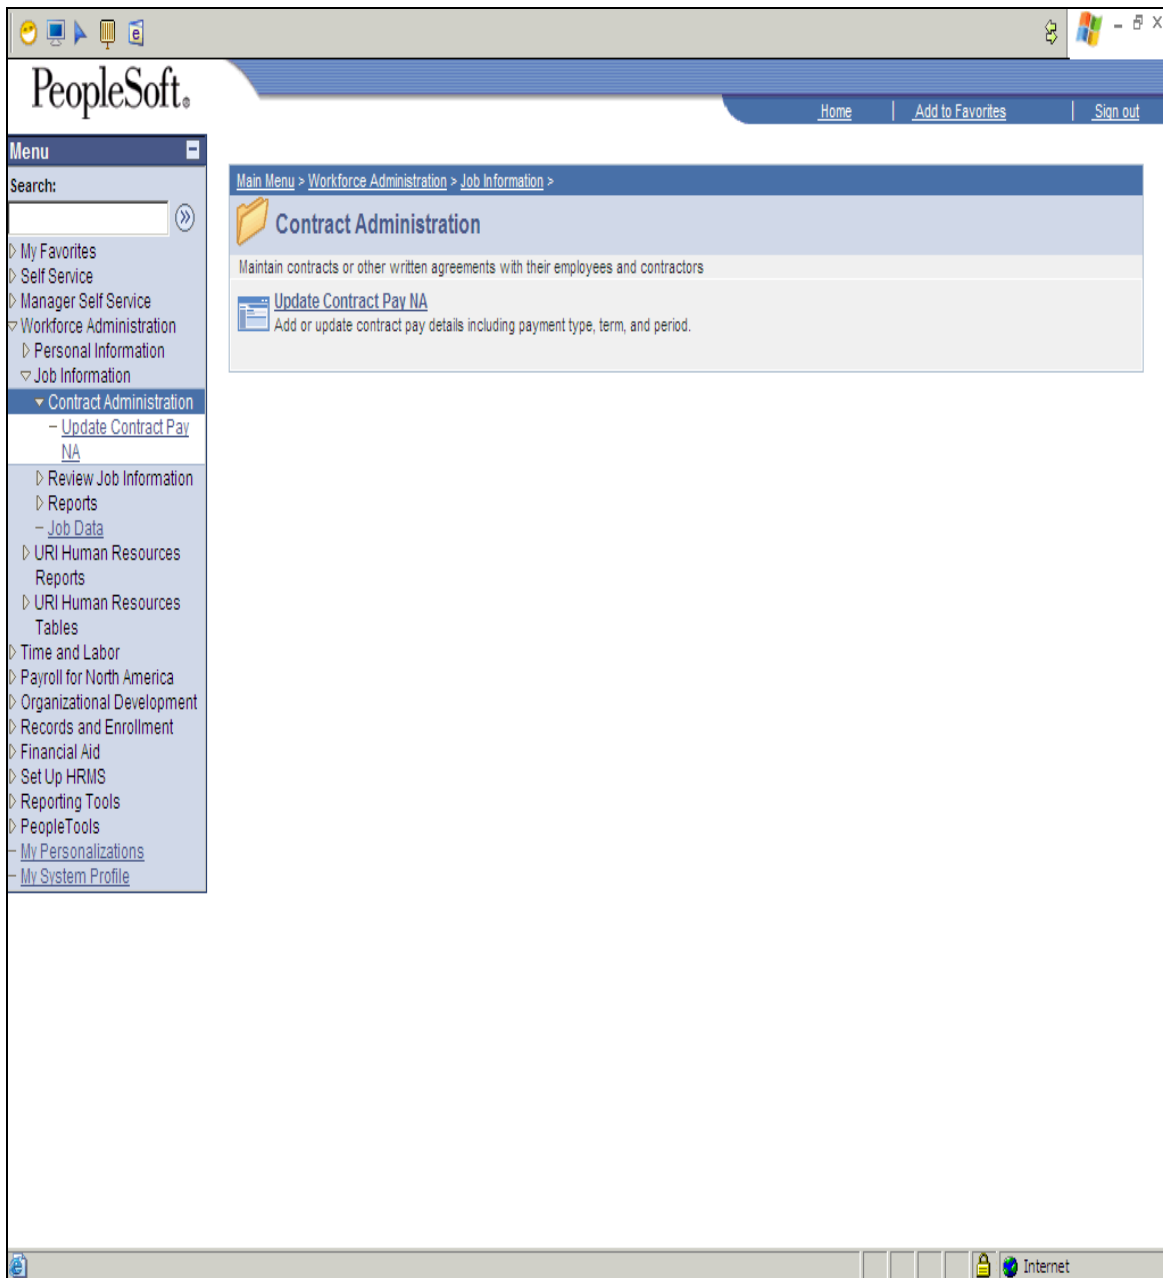 PeopleSoft®
Home | Add to Favorites | Sign out
Menu
Search:
My Favorites
Self Service
Manager Self Service
Workforce Administration
Personal Information
Job Information
Contract Administration
– Update Contract Pay
NA
Review Job Information
Reports
– Job Data
URI Human Resources
Reports
URI Human Resources
Tables
Time and Labor
Payroll for North America
Organizational Development
Records and Enrollment
Financial Aid
Set Up HRMS
Reporting Tools
PeopleTools
– My Personalizations
– My System Profile
Main Menu > Workforce Administration > Job Information >
Contract Administration
Maintain contracts or other written agreements with their employees and contractors
Update Contract Pay NA
Add or update contract pay details including payment type, term, and period.
Internet